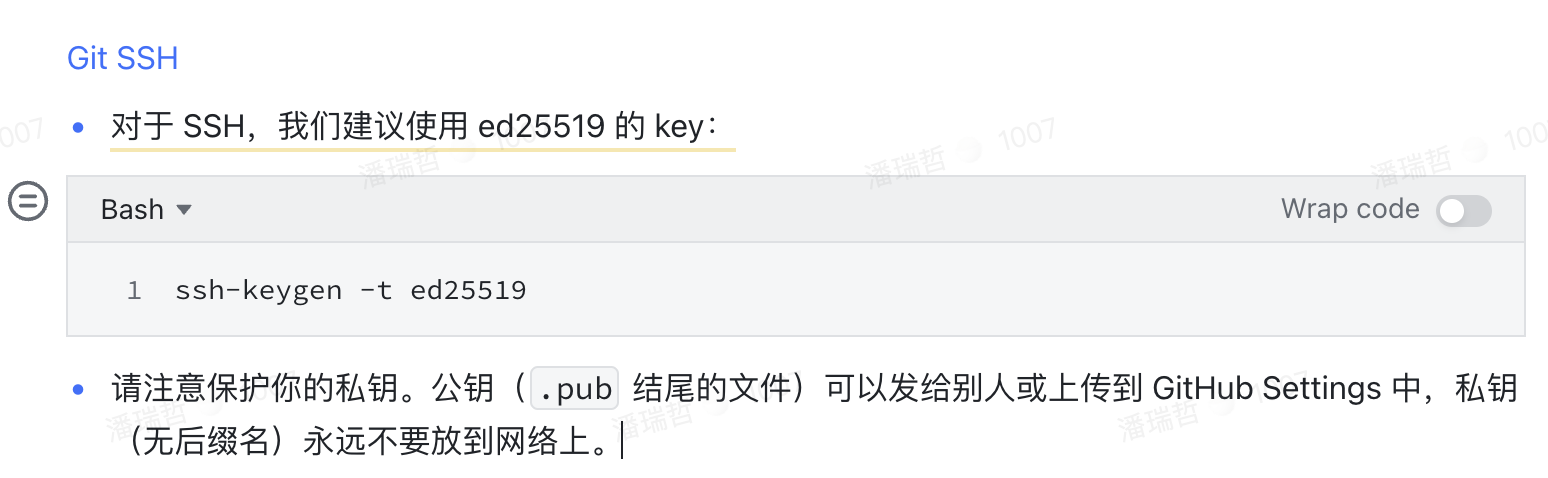 Git SSH
对于 SSH，我们建议使用 ed25519 的 key：
Bash
Wrap code
1 ssh-keygen -t ed25519
请注意保护你的私钥。公钥（.pub 结尾的文件）可以发给别人或上传到 GitHub Settings 中，私钥
（无后缀名）永远不要放到网络上。
007
潘瑞哲 1007
潘瑞哲 1007
潘瑞哲 100
潘瑞哲 1007
潘瑞哲 1007
潘瑞哲 1007